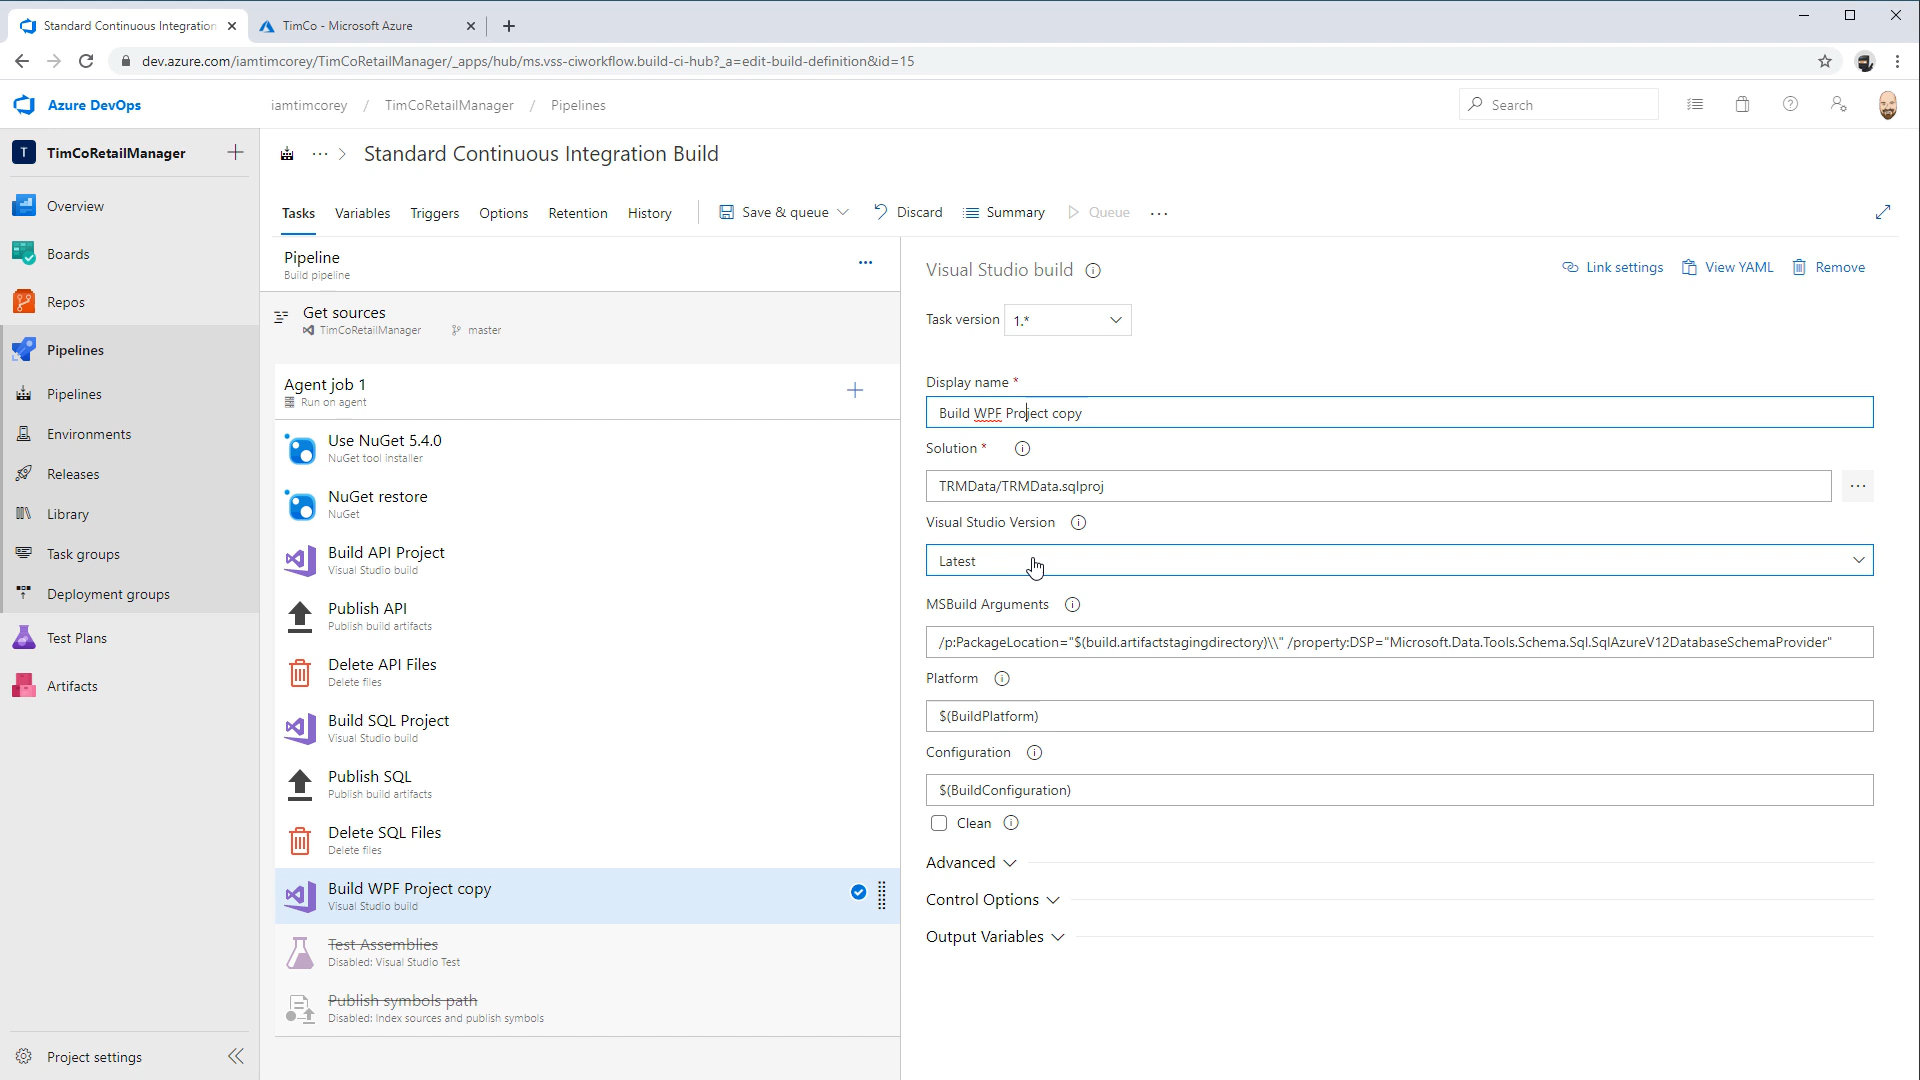 Standard Continuous Integration
TimCo - Microsoft Azure
dev.azure.com/iamtimcorey/TimCoRetailManager/_apps/hub/ms.vss-ciworkflow.build-ci-hub?_a=edit-build-definition&id=15
Azure DevOps
iamtimcorey / TimCoRetailManager / Pipelines
Search
T TimCoRetailManager
Overview
Boards
Repos
Pipelines
Pipelines
Environments
Releases
Library
Task groups
Deployment groups
Test Plans
Artifacts
Project settings
... > Standard Continuous Integration Build
Tasks Variables Triggers Options Retention History Save & queue Discard Summary Queue ...
Pipeline
Build pipeline
Get sources
TimCoRetailManager master
Agent job 1
Run on agent
Use NuGet 5.4.0
NuGet tool installer
NuGet restore
NuGet
Build API Project
Visual Studio build
Publish API
Publish build artifacts
Delete API Files
Delete files
Build SQL Project
Visual Studio build
Publish SQL
Publish build artifacts
Delete SQL Files
Delete files
Build WPF Project copy
Visual Studio build
Test Assemblies
Disabled: Visual Studio Test
Publish symbols path
Disabled: Index sources and publish symbols
Visual Studio build
Link settings View YAML Remove
Task version 1.*
Display name *
Build WPF Project copy
Solution *
TRMData/TRMData.sqlproj
Visual Studio Version
Latest
MSBuild Arguments
/p:PackageLocation="$(build.artifactstagingdirectory)\\" /property:DSP="Microsoft.Data.Tools.Schema.Sql.SqlAzureV12DatabaseSchemaProvider"
Platform
$(BuildPlatform)
Configuration
$(BuildConfiguration)
Clean
Advanced
Control Options
Output Variables